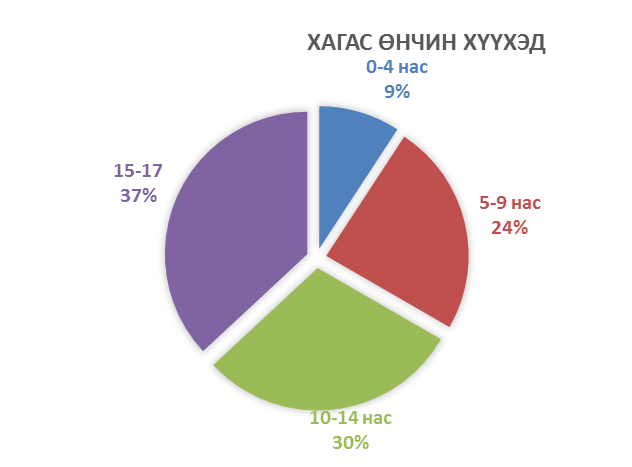 ХАГАС ӨНЧИН ХҮҮХЭД
0-4 нас
9%
5-9 нас
24%
10-14 нас
30%
15-17
37%